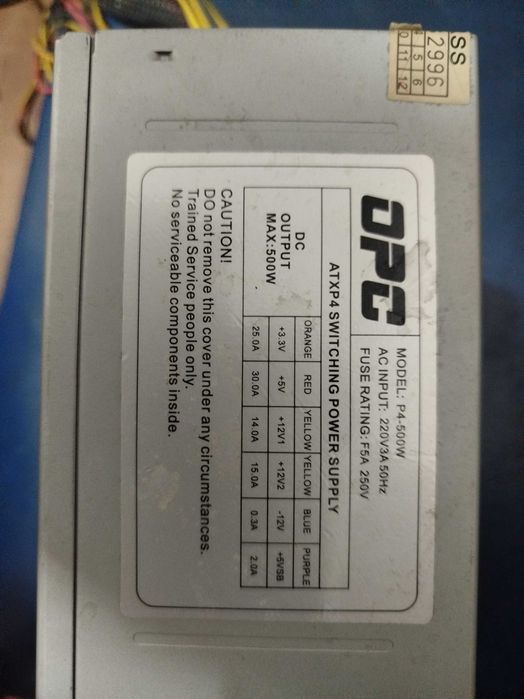 OPC
MODEL: P4-500W
AC INPUT: 220V3A 50Hz
FUSE RATING: F5A 250V
ATXP4 SWITCHING POWER SUPPLY
DC OUTPUT MAX:500W
ORANGE RED YELLOW YELLOW BLUE PURPLE
+3.3V +5V +12V1 +12V2 -12V +5VSB
25.0A 30.0A 14.0A 15.0A 0.3A 2.0A
CAUTION!
DO not remove this cover under any circumstances.
Trained Service people only.
No serviceable components inside.
SS
2996
5 6
0 11 12